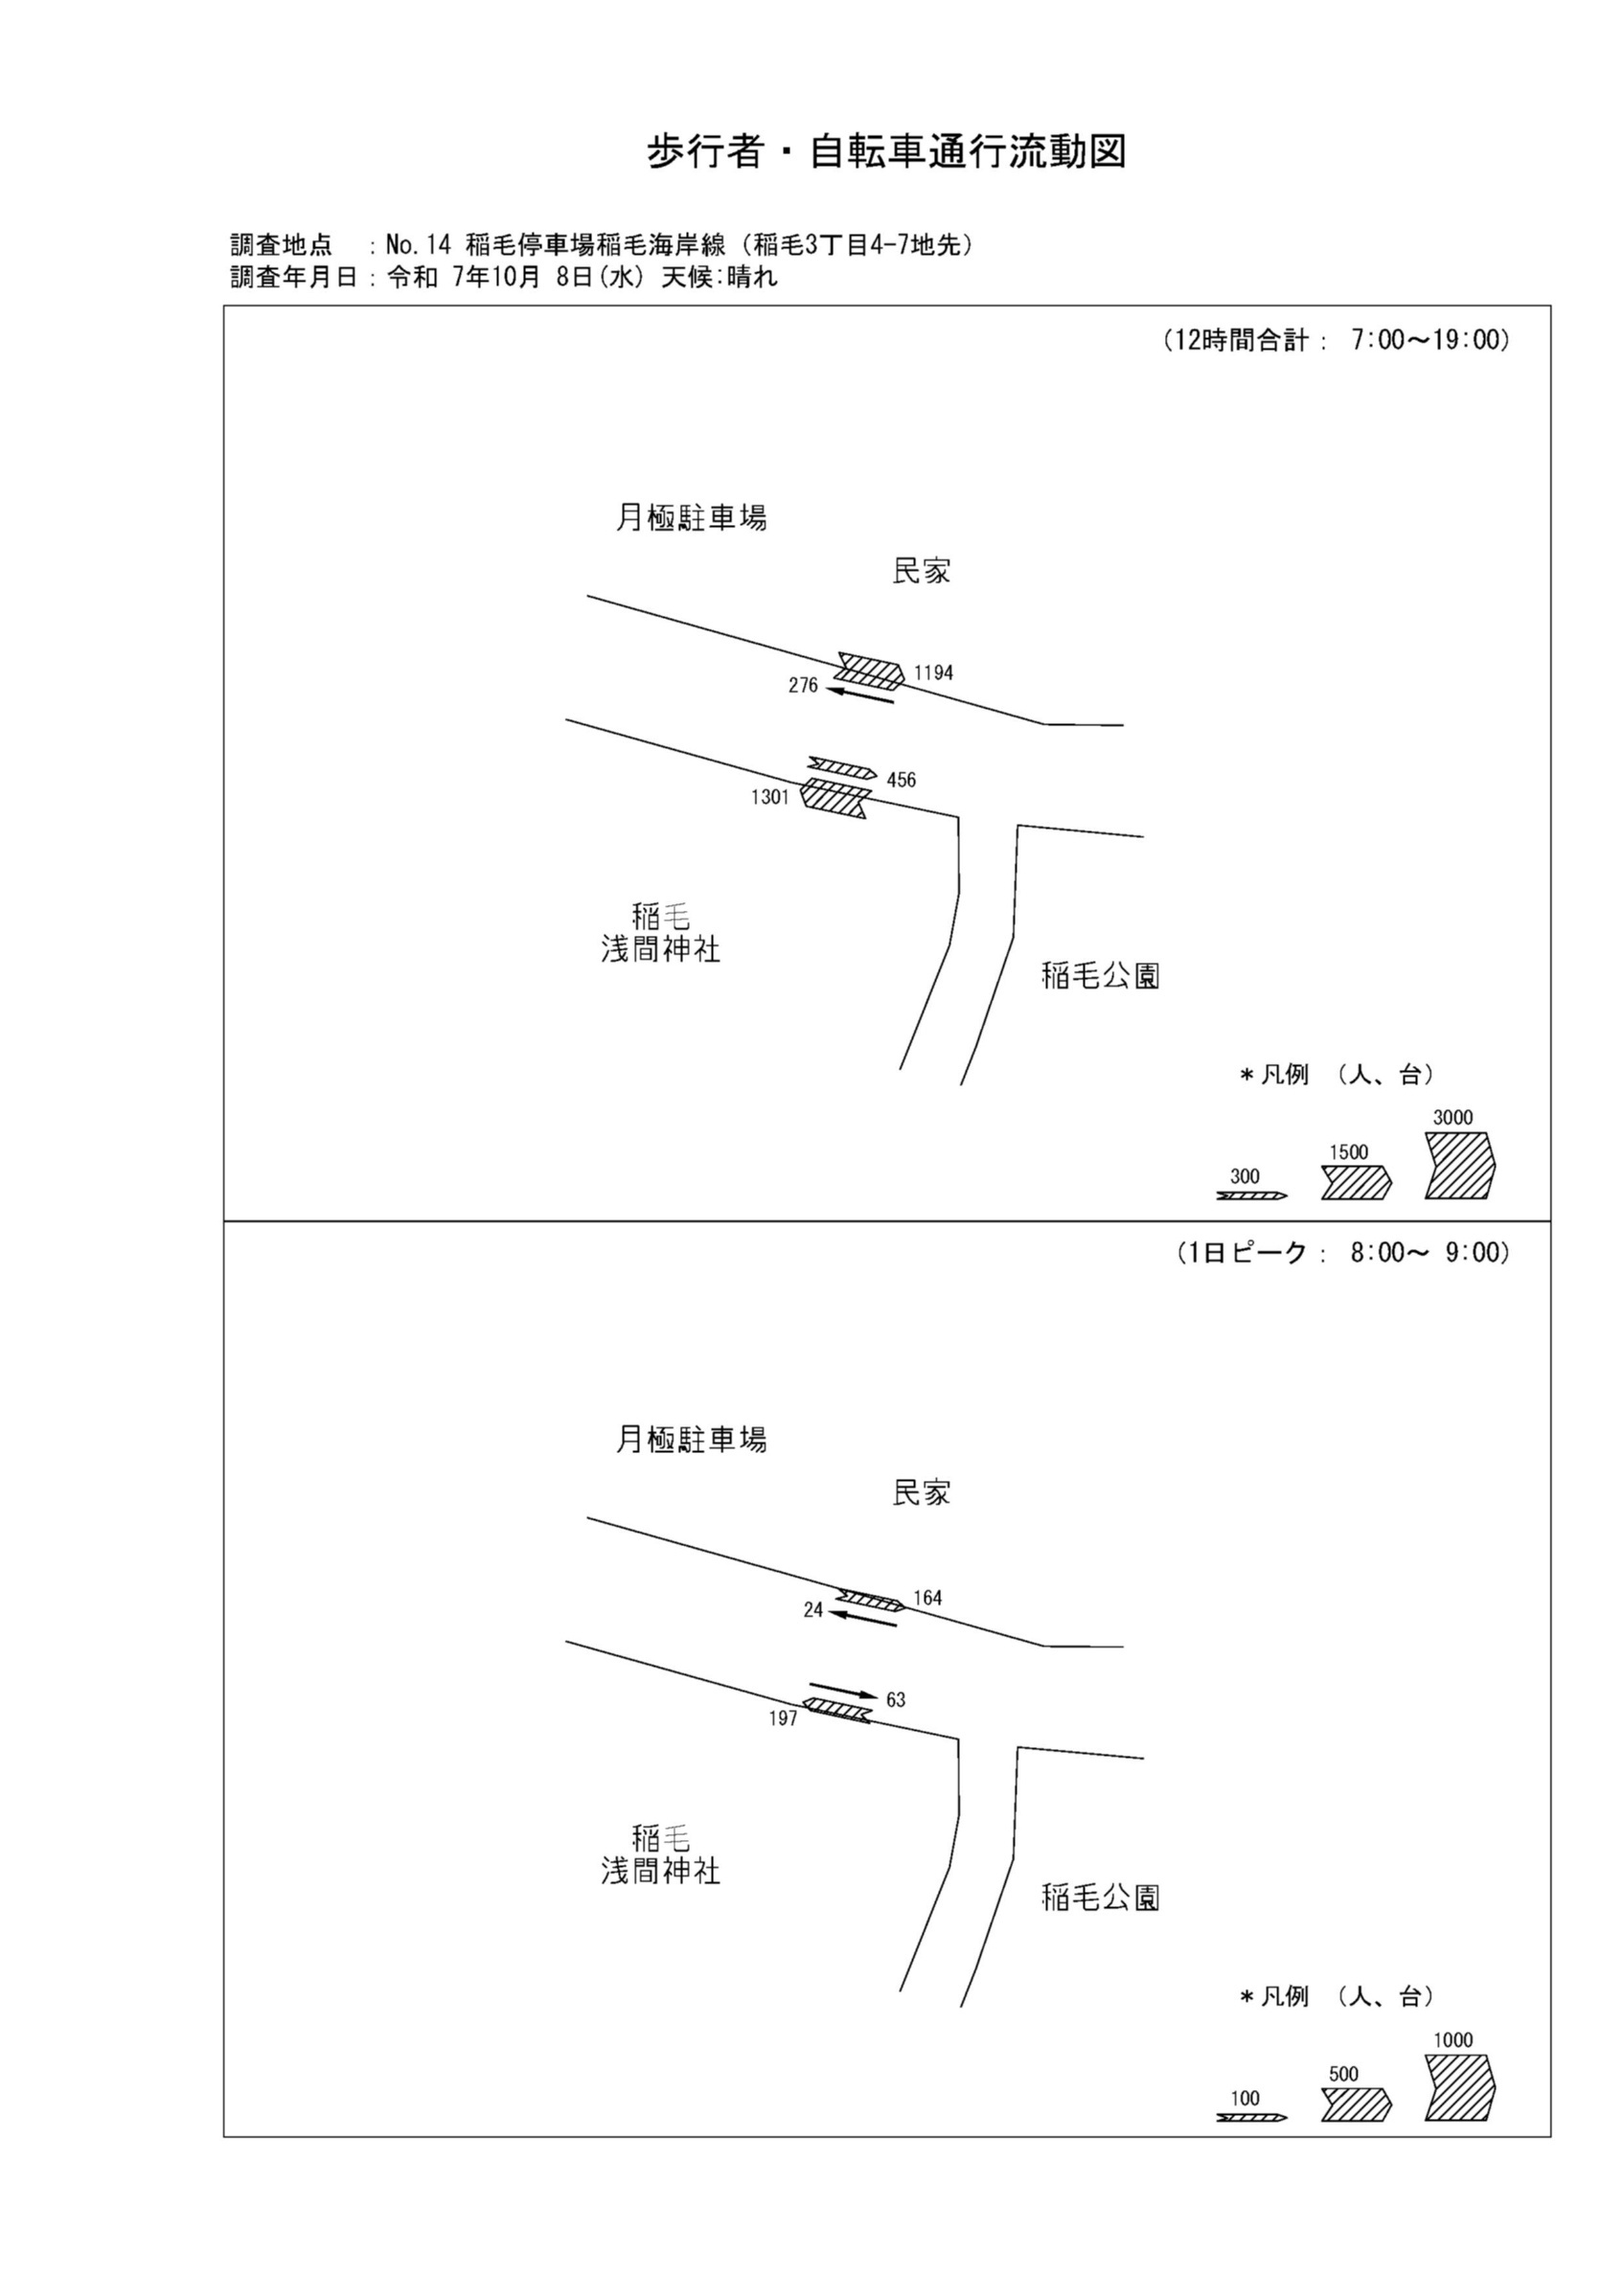 歩行者・自転車通行流動図
調査地点 : No.14 稲毛停車場稲毛海岸線（稲毛3丁目4-7地先）
調査年月日 : 令和 7年10月 8日(水) 天候:晴れ
（12時間合計 : 7:00～19:00）
月極駐車場
民家
1194
276
456
1301
稲毛
浅間神社
稲毛公園
＊凡例 （人、台）
3000
1500
300
（1日ピーク : 8:00～ 9:00）
月極駐車場
民家
164
24
63
197
稲毛
浅間神社
稲毛公園
＊凡例 （人、台）
1000
500
100